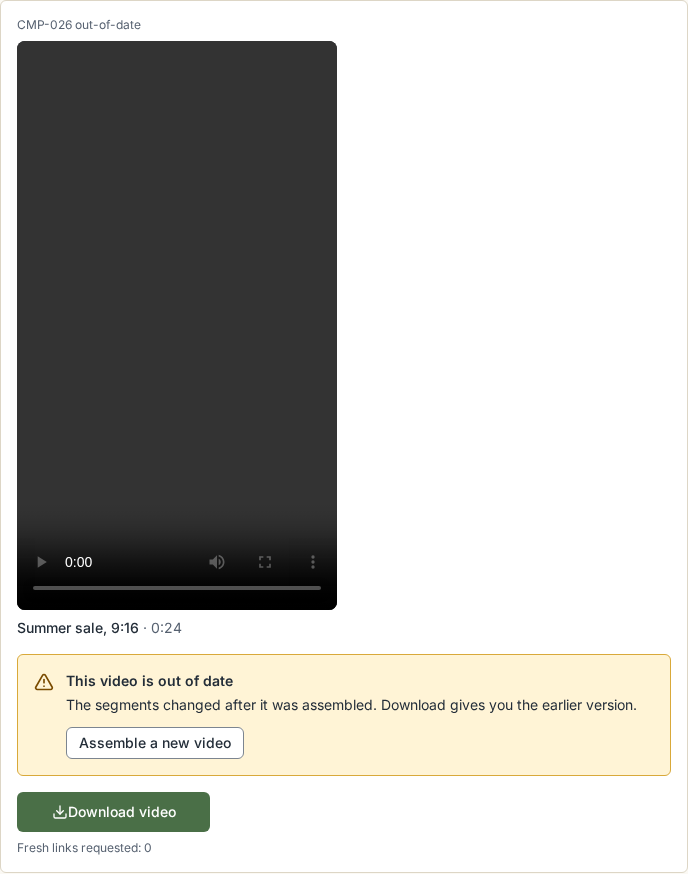 CMP-026 out-of-date
0:00
Summer sale, 9:16 · 0:24
This video is out of date
The segments changed after it was assembled. Download gives you the earlier version.
Assemble a new video
Download video
Fresh links requested: 0